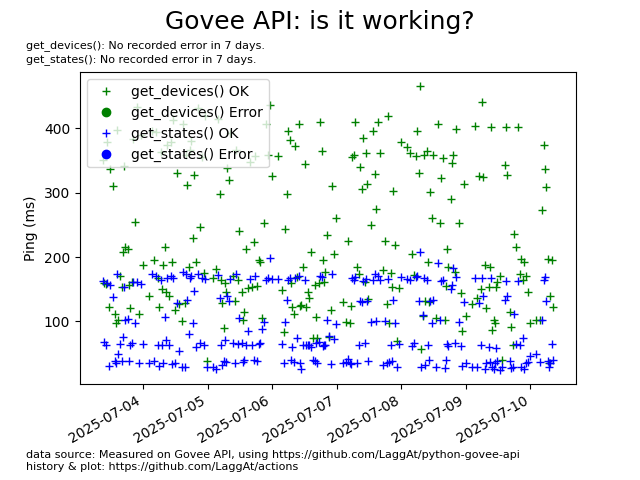 Govee API: is it working?
get_devices(): No recorded error in 7 days.
get_states(): No recorded error in 7 days.
get_devices() OK
get_devices() Error
get_states() OK
get_states() Error
Ping (ms)
400
300
200
100
2025-07-04
2025-07-05
2025-07-06
2025-07-07
2025-07-08
2025-07-09
2025-07-10
data source: Measured on Govee API, using https://github.com/LaggAt/python-govee-api
history & plot: https://github.com/LaggAt/actions